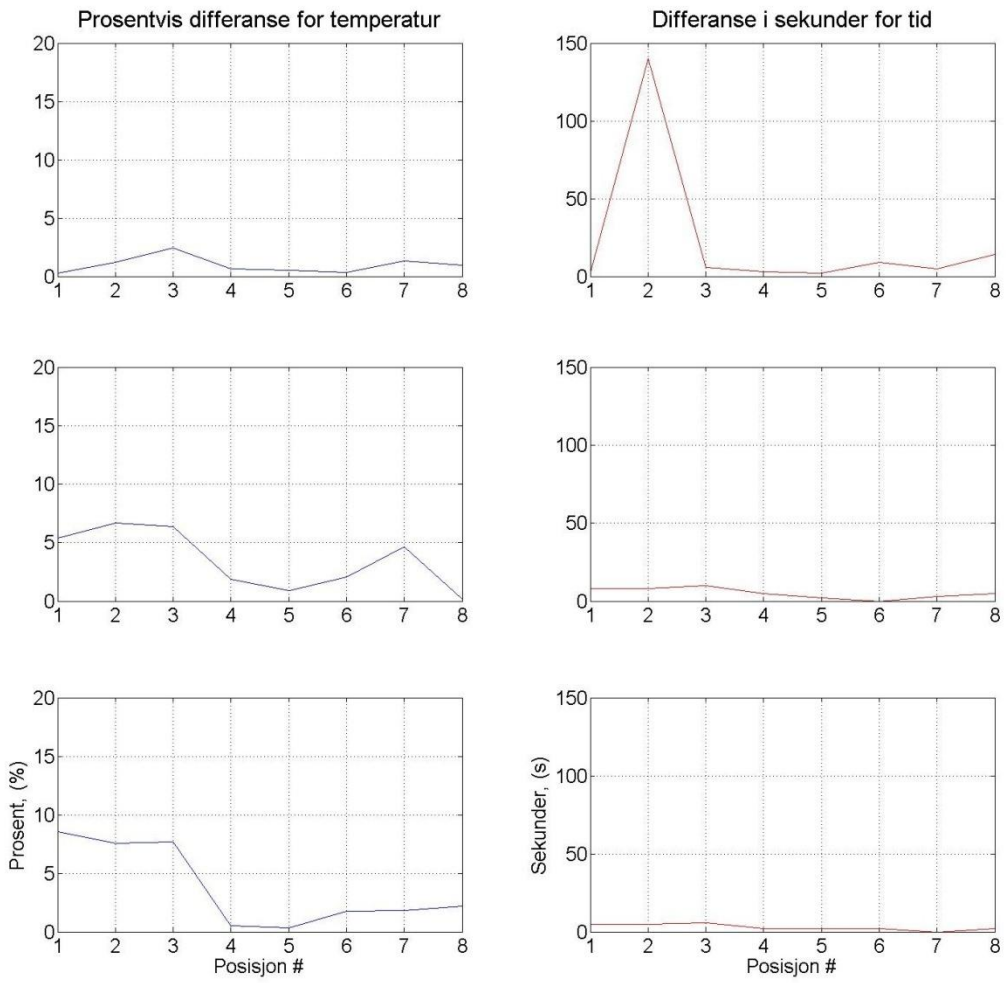 Prosentvis differanse for temperatur
20
15
10
5
0
1 2 3 4 5 6 7 8
Differanse i sekunder for tid
150
100
50
0
1 2 3 4 5 6 7 8
20
15
10
5
0
1 2 3 4 5 6 7 8
150
100
50
0
1 2 3 4 5 6 7 8
Prosent, (%)
20
15
10
5
0
1 2 3 4 5 6 7 8
Posisjon #
Sekunder, (s)
150
100
50
0
1 2 3 4 5 6 7 8
Posisjon #